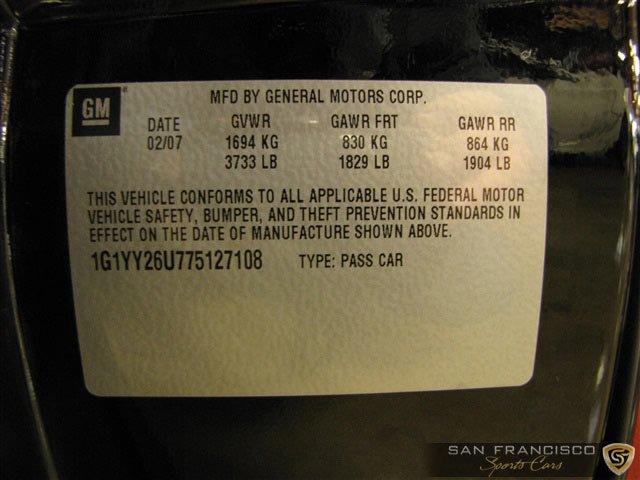 GM
MFD BY GENERAL MOTORS CORP.
DATE GVWR GAWR FRT GAWR RR
02/07 1694 KG 830 KG 864 KG
3733 LB 1829 LB 1904 LB
THIS VEHICLE CONFORMS TO ALL APPLICABLE U.S. FEDERAL MOTOR
VEHICLE SAFETY, BUMPER, AND THEFT PREVENTION STANDARDS IN
EFFECT ON THE DATE OF MANUFACTURE SHOWN ABOVE.
1G1YY26U775127108 TYPE: PASS CAR
SAN FRANCISCO
Sports Cars